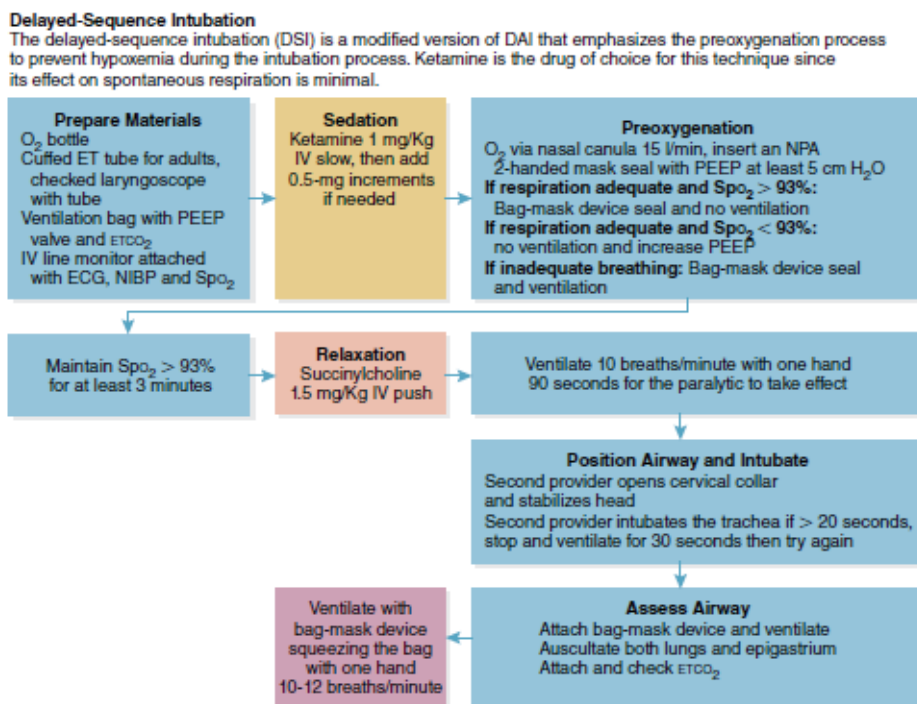 Delayed-Sequence Intubation
The delayed-sequence intubation (DSI) is a modified version of DAI that emphasizes the preoxygenation process
to prevent hypoxemia during the intubation process. Ketamine is the drug of choice for this technique since
its effect on spontaneous respiration is minimal.
Prepare Materials
O₂ bottle
Cuffed ET tube for adults,
checked laryngoscope
with tube
Ventilation bag with PEEP
valve and ETCO₂
IV line monitor attached
with ECG, NIBP and SpO₂
Sedation
Ketamine 1 mg/Kg
IV slow, then add
0.5-mg increments
if needed
Preoxygenation
O₂ via nasal canula 15 l/min, insert an NPA
2-handed mask seal with PEEP at least 5 cm H₂O
If respiration adequate and SpO₂ > 93%:
Bag-mask device seal and no ventilation
If respiration adequate and SpO₂ < 93%:
no ventilation and increase PEEP
If inadequate breathing: Bag-mask device seal
and ventilation
Maintain SpO₂ > 93%
for at least 3 minutes
Relaxation
Succinylcholine
1.5 mg/Kg IV push
Ventilate 10 breaths/minute with one hand
90 seconds for the paralytic to take effect
Position Airway and Intubate
Second provider opens cervical collar
and stabilizes head
Second provider intubates the trachea if > 20 seconds,
stop and ventilate for 30 seconds then try again
Assess Airway
Attach bag-mask device and ventilate
Auscultate both lungs and epigastrium
Attach and check ETCO₂
Ventilate with
bag-mask device
squeezing the bag
with one hand
10-12 breaths/minute